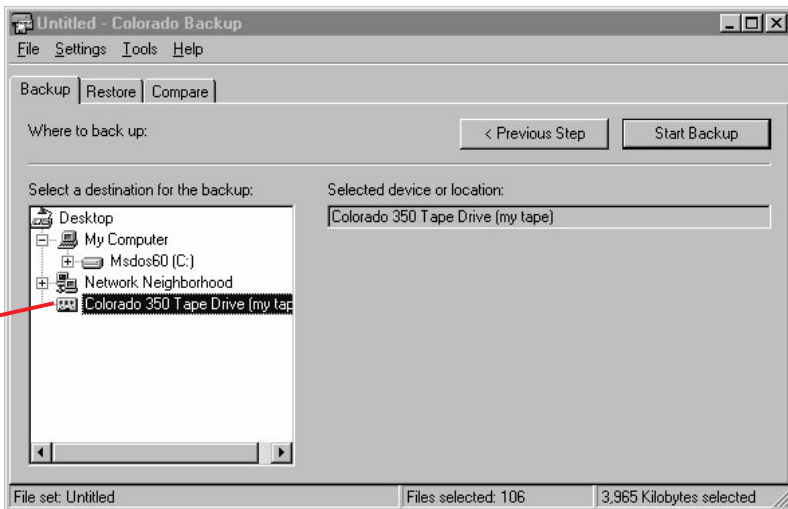 Untitled - Colorado Backup
File Settings Tools Help
Backup Restore Compare
Where to back up:
< Previous Step Start Backup
Select a destination for the backup:
Selected device or location:
Colorado 350 Tape Drive (my tape)
Desktop
My Computer
Msdos60 (C:)
Network Neighborhood
Colorado 350 Tape Drive (my tap
File set: Untitled Files selected: 106 3,965 Kilobytes selected